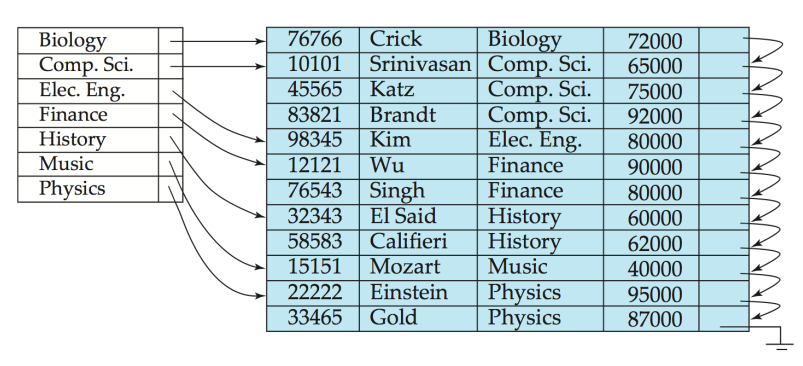 Biology
Comp. Sci.
Elec. Eng.
Finance
History
Music
Physics
76766 Crick Biology 72000
10101 Srinivasan Comp. Sci. 65000
45565 Katz Comp. Sci. 75000
83821 Brandt Comp. Sci. 92000
98345 Kim Elec. Eng. 80000
12121 Wu Finance 90000
76543 Singh Finance 80000
32343 El Said History 60000
58583 Califieri History 62000
15151 Mozart Music 40000
22222 Einstein Physics 95000
33465 Gold Physics 87000